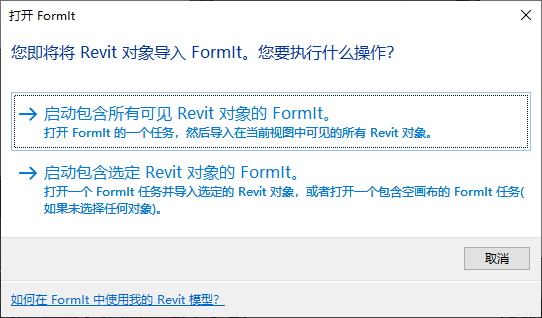 打开 FormIt
您即将将 Revit 对象导入 FormIt。您要执行什么操作?
启动包含所有可见 Revit 对象的 FormIt。
打开 FormIt 的一个任务，然后导入在当前视图中可见的所有 Revit 对象。
启动包含选定 Revit 对象的 FormIt。
打开一个 FormIt 任务并导入选定的 Revit 对象，或者打开一个包含空画布的 FormIt 任务(
如果未选择任何对象)。
取消
如何在 FormIt 中使用我的 Revit 模型?